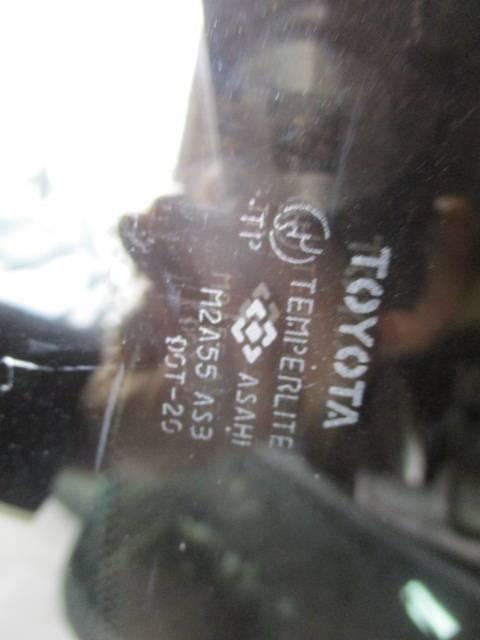 TOYOTA
TEMPERLITE
JTP ASAHI
M2A55 AS3
DOT-20